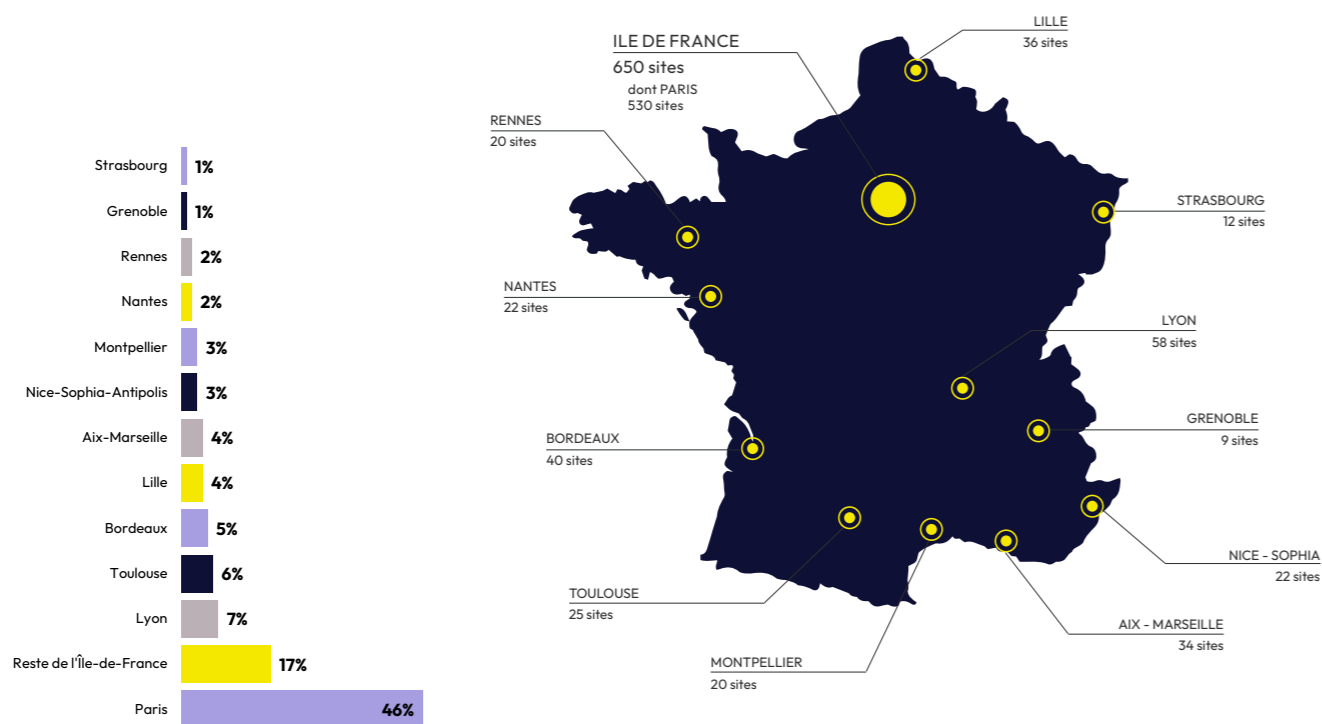 Strasbourg 1%
Grenoble 1%
Rennes 2%
Nantes 2%
Montpellier 3%
Nice-Sophia-Antipolis 3%
Aix-Marseille 4%
Lille 4%
Bordeaux 5%
Toulouse 6%
Lyon 7%
Reste de l'Île-de-France 17%
Paris 46%
LILLE
36 sites
ILE DE FRANCE
650 sites
dont PARIS
530 sites
RENNES
20 sites
STRASBOURG
12 sites
NANTES
22 sites
LYON
58 sites
GRENOBLE
9 sites
BORDEAUX
40 sites
NICE - SOPHIA
22 sites
TOULOUSE
25 sites
AIX - MARSEILLE
34 sites
MONTPELLIER
20 sites